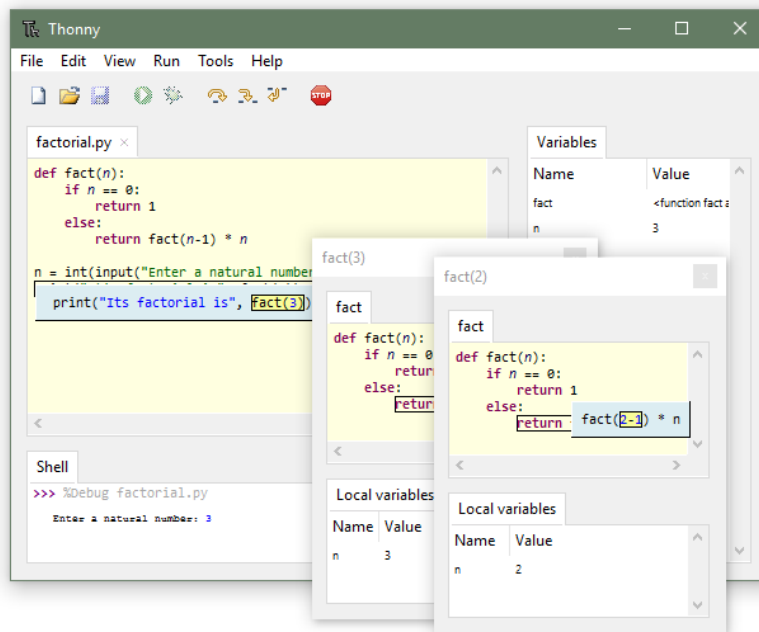 Thonny
File Edit View Run Tools Help
STOP
factorial.py ×
def fact(n):
    if n == 0:
        return 1
    else:
        return fact(n-1) * n
n = int(input("Enter a natural number
print("Its factorial is", fact(3))
Shell
>>> %Debug factorial.py
Enter a natural number: 3
Variables
Name Value
fact <function fact a
n 3
fact(3)
fact
def fact(n):
    if n == 0
        retur
    else:
        retur
Local variables
Name Value
n 3
fact(2)
fact
def fact(n):
    if n == 0:
        return 1
    else:
        return
fact(2-1) * n
Local variables
Name Value
n 2